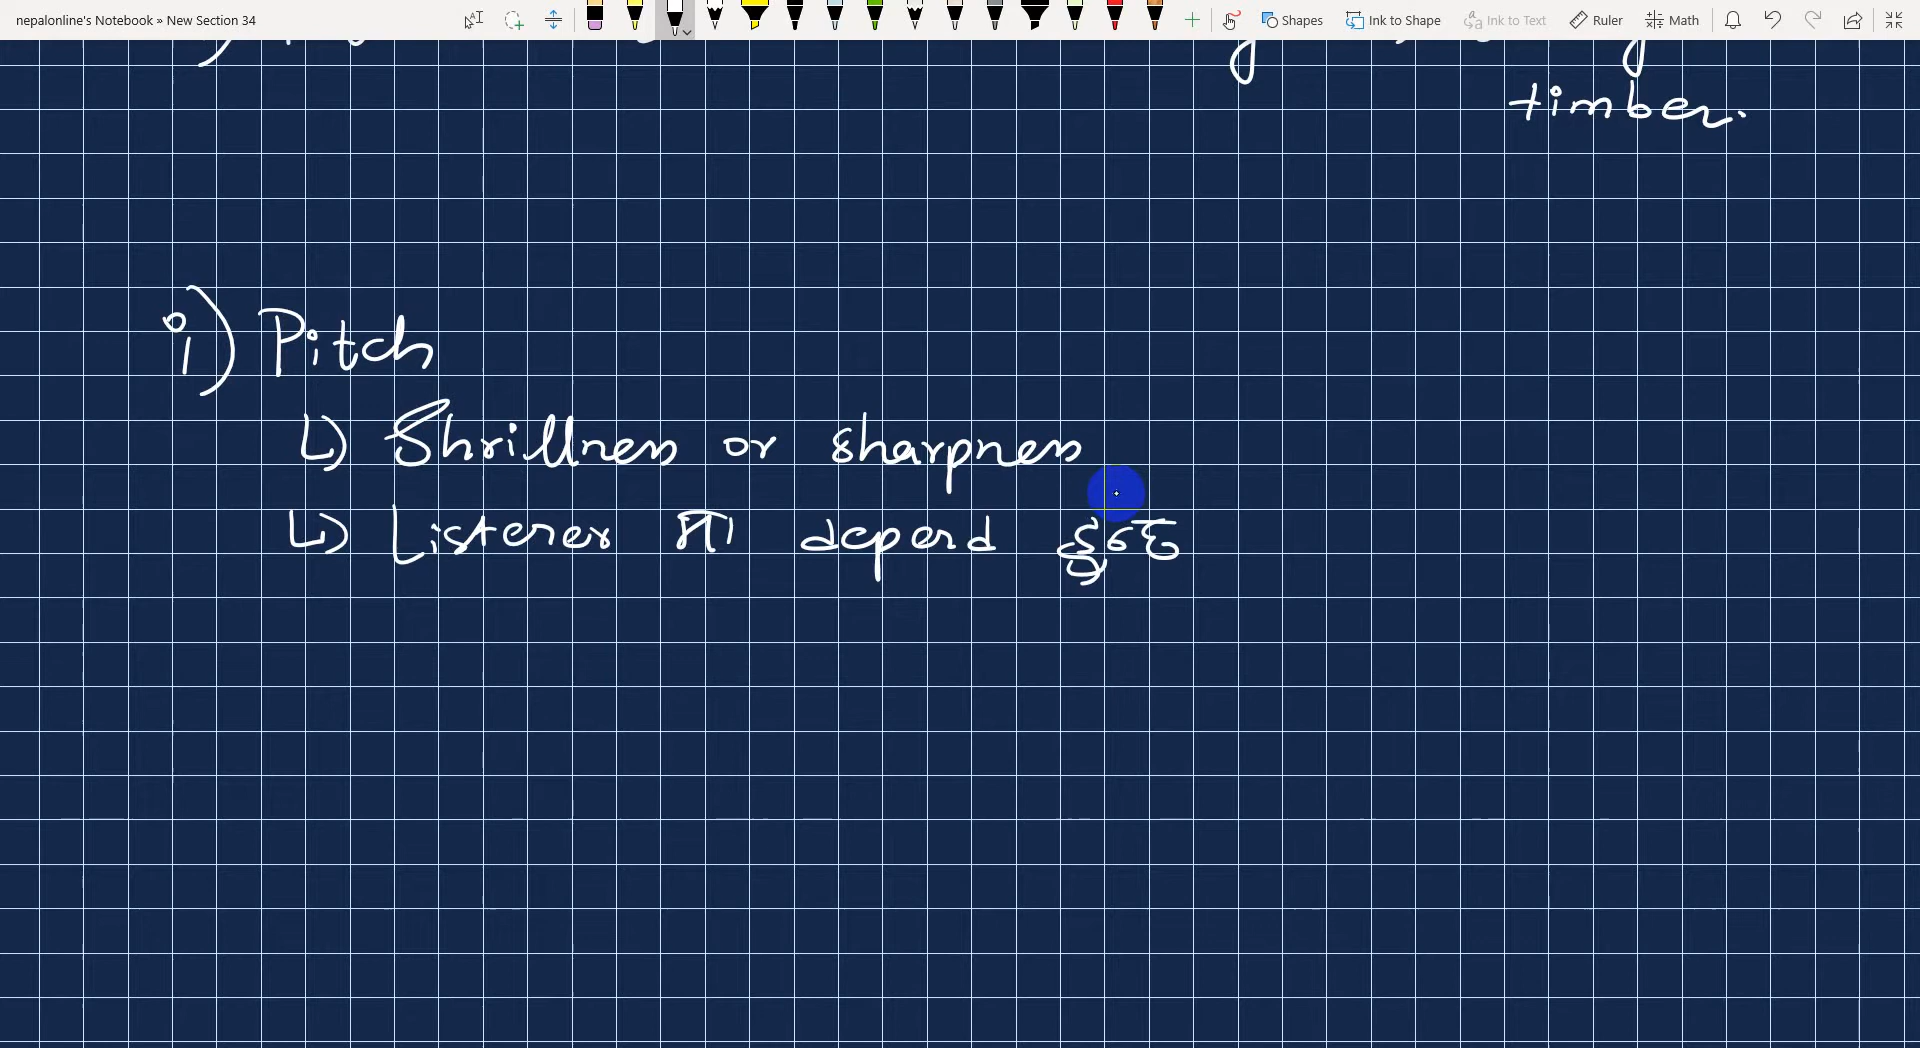 nepalonline's Notebook » New Section 34
Shapes Ink to Shape Ink to Text Ruler Math
timber.
i) Pitch
Shrillness or sharpness
Listener मा depend हुन्छ